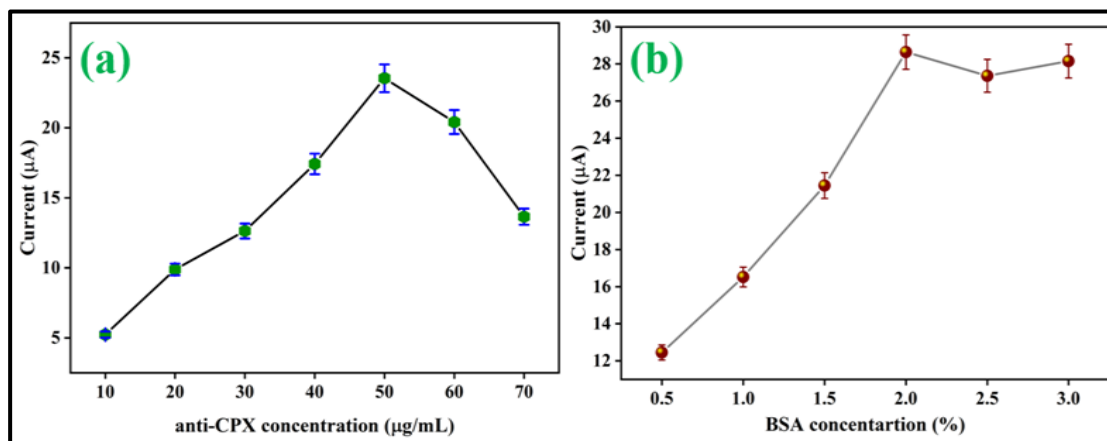 (a)
Current (μA)
25
20
15
10
5
10 20 30 40 50 60 70
anti-CPX concentration (μg/mL)
(b)
Current (μA)
30
28
26
24
22
20
18
16
14
12
0.5 1.0 1.5 2.0 2.5 3.0
BSA concentartion (%)